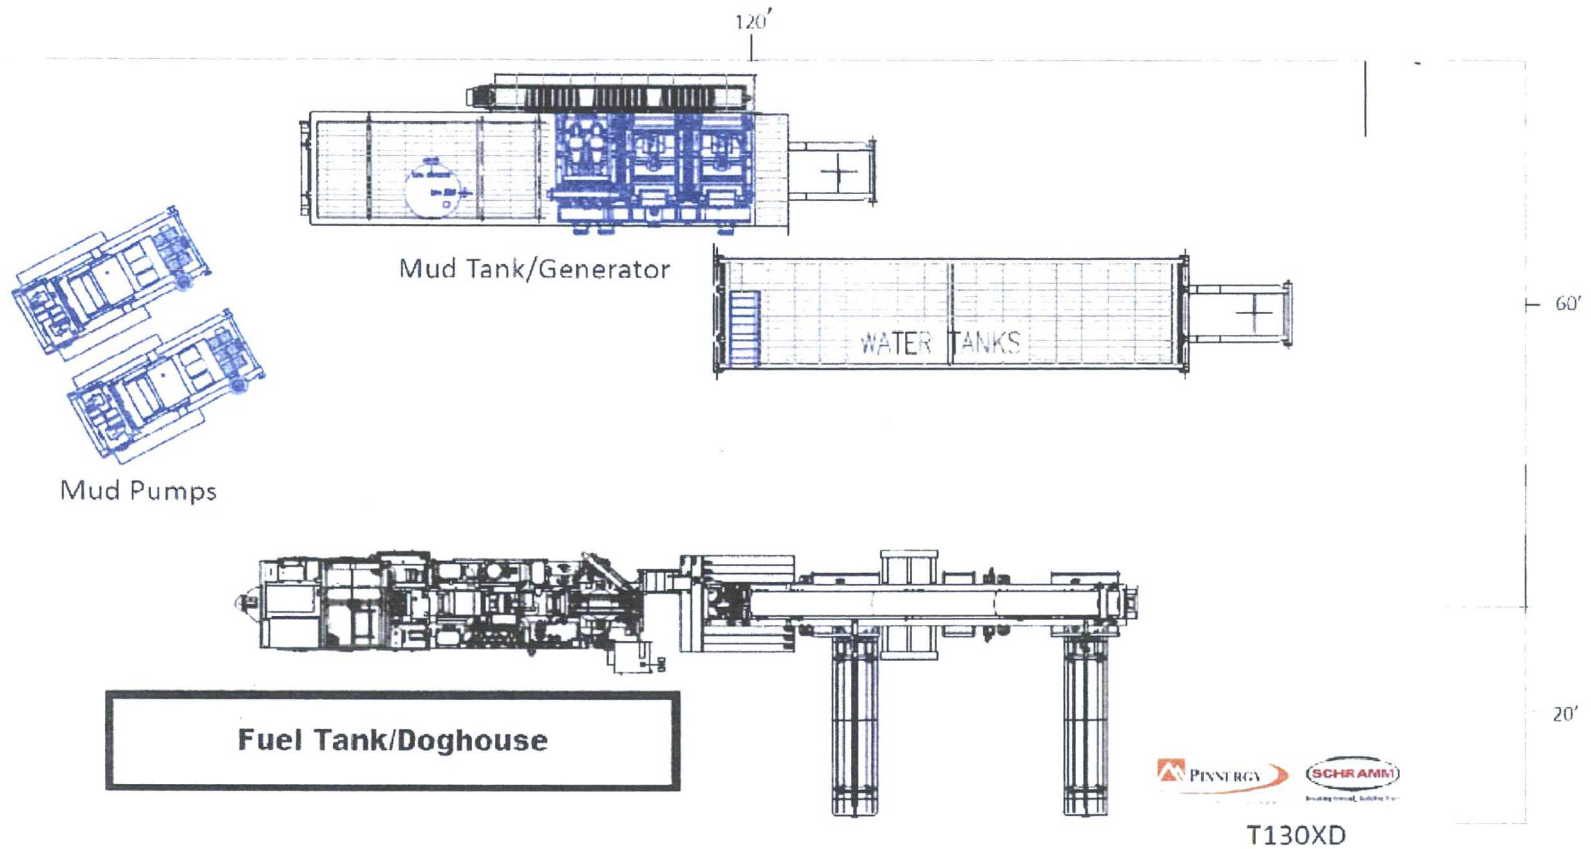 120'
Mud Tank/Generator
60'
WATER TANKS
Mud Pumps
Fuel Tank/Doghouse
20'
PINNERGY
SCHRAMM
T130XD